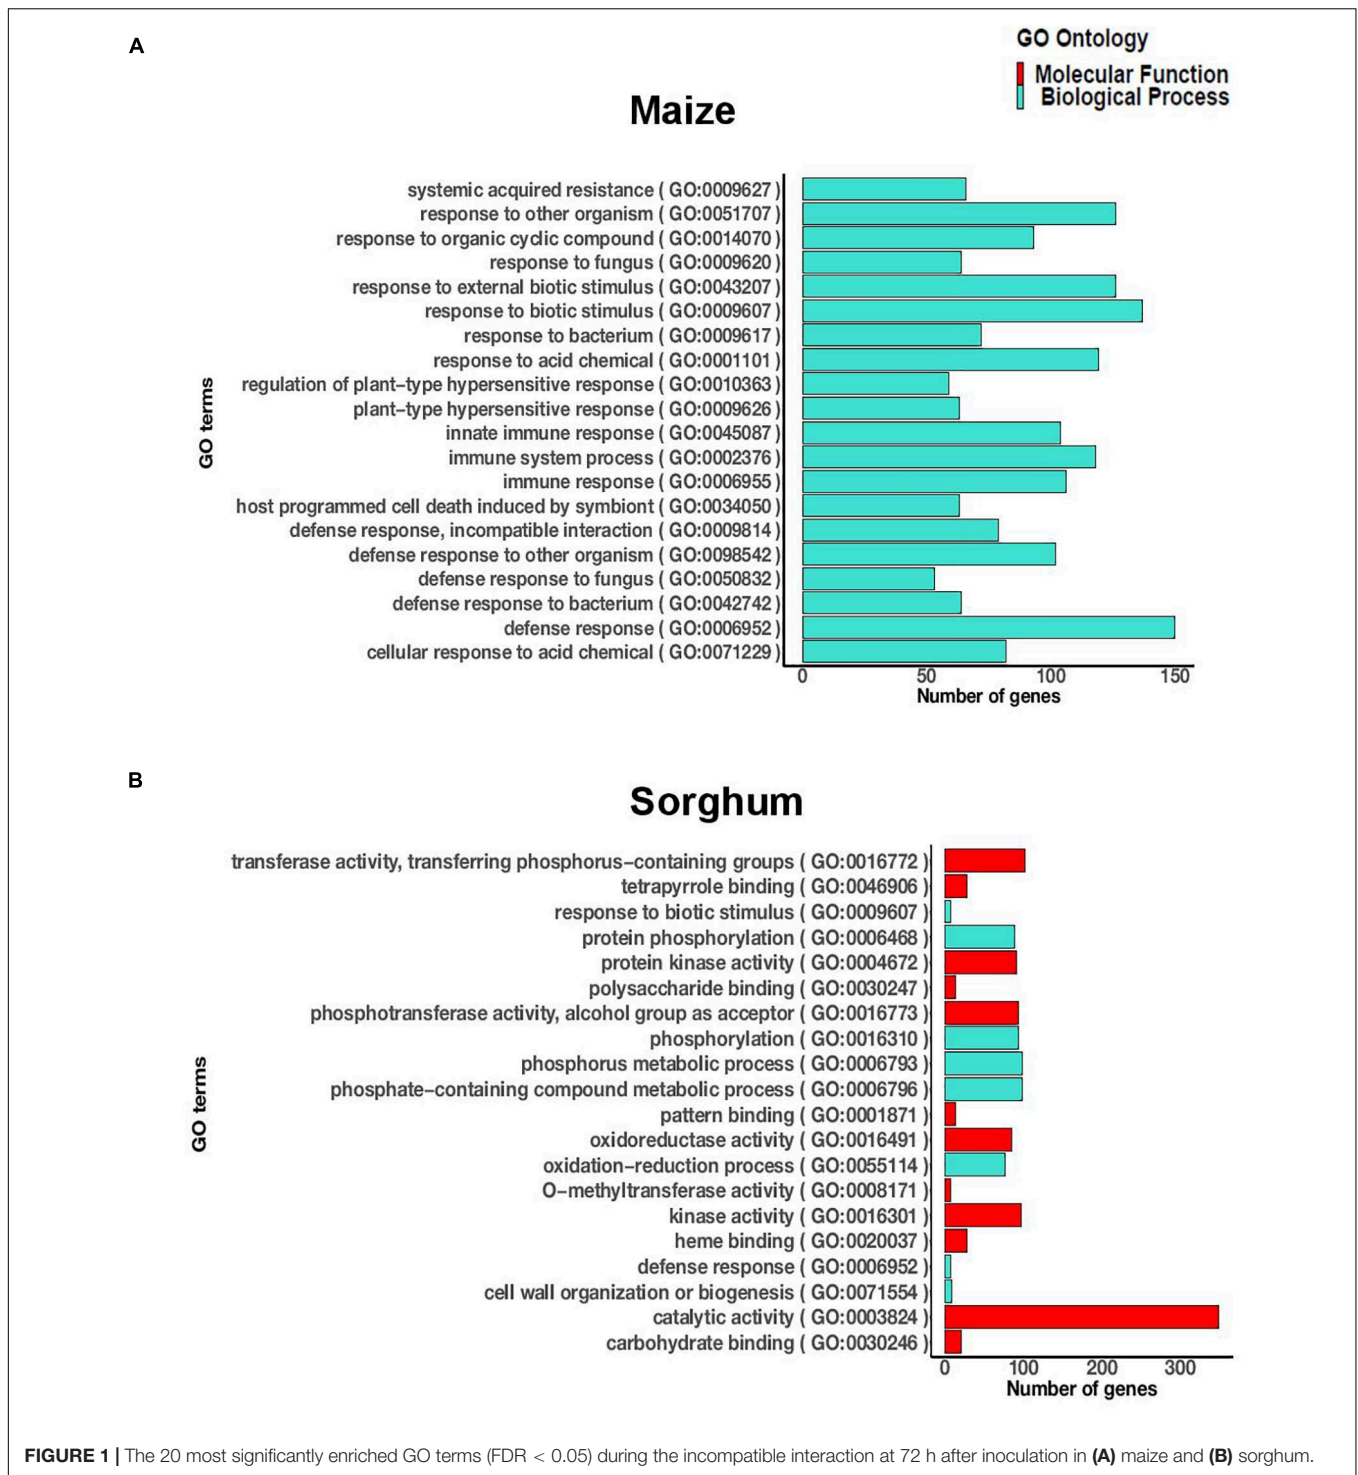 A
GO Ontology
Molecular Function
Biological Process
Maize
GO terms
systemic acquired resistance ( GO:0009627 )
response to other organism ( GO:0051707 )
response to organic cyclic compound ( GO:0014070 )
response to fungus ( GO:0009620 )
response to external biotic stimulus ( GO:0043207 )
response to biotic stimulus ( GO:0009607 )
response to bacterium ( GO:0009617 )
response to acid chemical ( GO:0001101 )
regulation of plant−type hypersensitive response ( GO:0010363 )
plant−type hypersensitive response ( GO:0009626 )
innate immune response ( GO:0045087 )
immune system process ( GO:0002376 )
immune response ( GO:0006955 )
host programmed cell death induced by symbiont ( GO:0034050 )
defense response, incompatible interaction ( GO:0009814 )
defense response to other organism ( GO:0098542 )
defense response to fungus ( GO:0050832 )
defense response to bacterium ( GO:0042742 )
defense response ( GO:0006952 )
cellular response to acid chemical ( GO:0071229 )
0 50 100 150
Number of genes
B
Sorghum
GO terms
transferase activity, transferring phosphorus−containing groups ( GO:0016772 )
tetrapyrrole binding ( GO:0046906 )
response to biotic stimulus ( GO:0009607 )
protein phosphorylation ( GO:0006468 )
protein kinase activity ( GO:0004672 )
polysaccharide binding ( GO:0030247 )
phosphotransferase activity, alcohol group as acceptor ( GO:0016773 )
phosphorylation ( GO:0016310 )
phosphorus metabolic process ( GO:0006793 )
phosphate−containing compound metabolic process ( GO:0006796 )
pattern binding ( GO:0001871 )
oxidoreductase activity ( GO:0016491 )
oxidation−reduction process ( GO:0055114 )
O−methyltransferase activity ( GO:0008171 )
kinase activity ( GO:0016301 )
heme binding ( GO:0020037 )
defense response ( GO:0006952 )
cell wall organization or biogenesis ( GO:0071554 )
catalytic activity ( GO:0003824 )
carbohydrate binding ( GO:0030246 )
0 100 200 300
Number of genes
FIGURE 1 | The 20 most significantly enriched GO terms (FDR < 0.05) during the incompatible interaction at 72 h after inoculation in (A) maize and (B) sorghum.